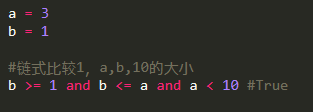 a = 3
b = 1
#链式比较1, a,b,10的大小
b >= 1 and b <= a and a < 10 #True